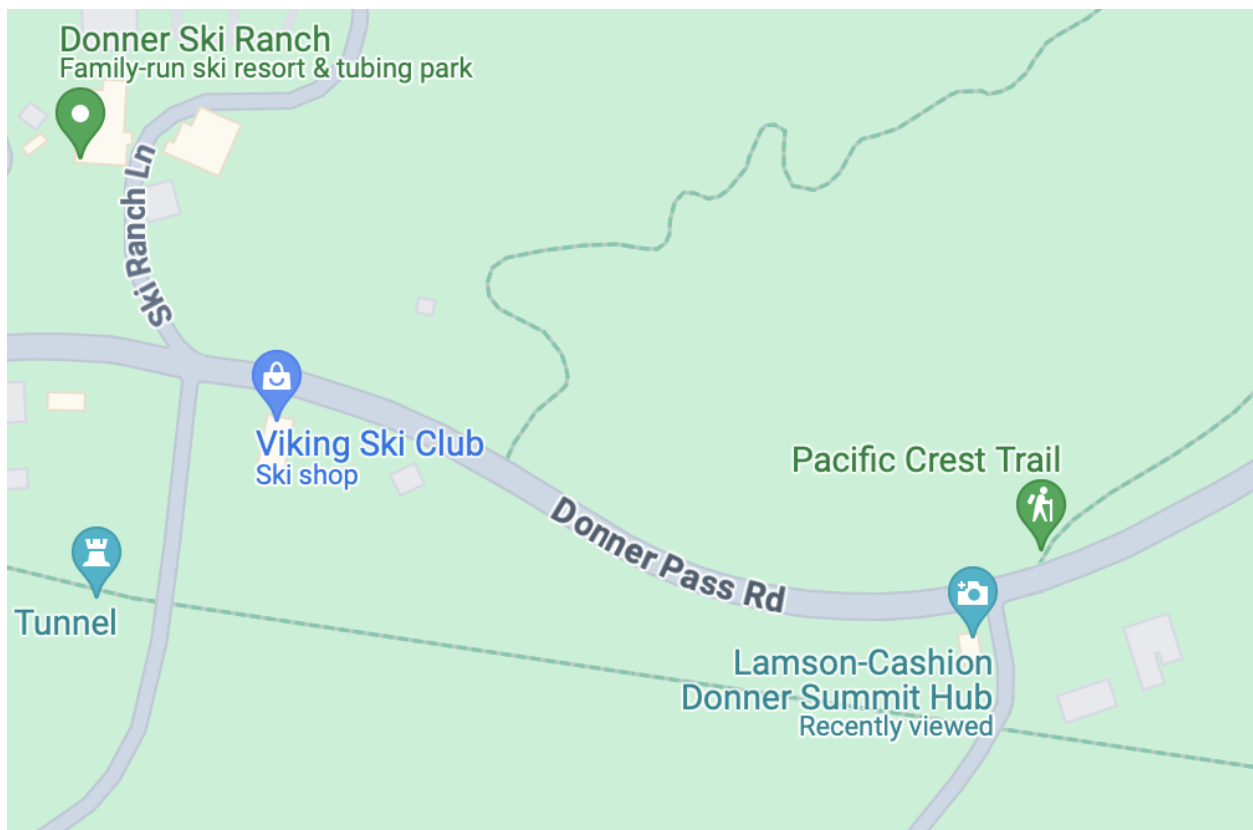 Donner Ski Ranch
Family-run ski resort & tubing park
Ski Ranch Ln
Viking Ski Club
Ski shop
Pacific Crest Trail
Donner Pass Rd
Tunnel
Lamson-Cashion
Donner Summit Hub
Recently viewed